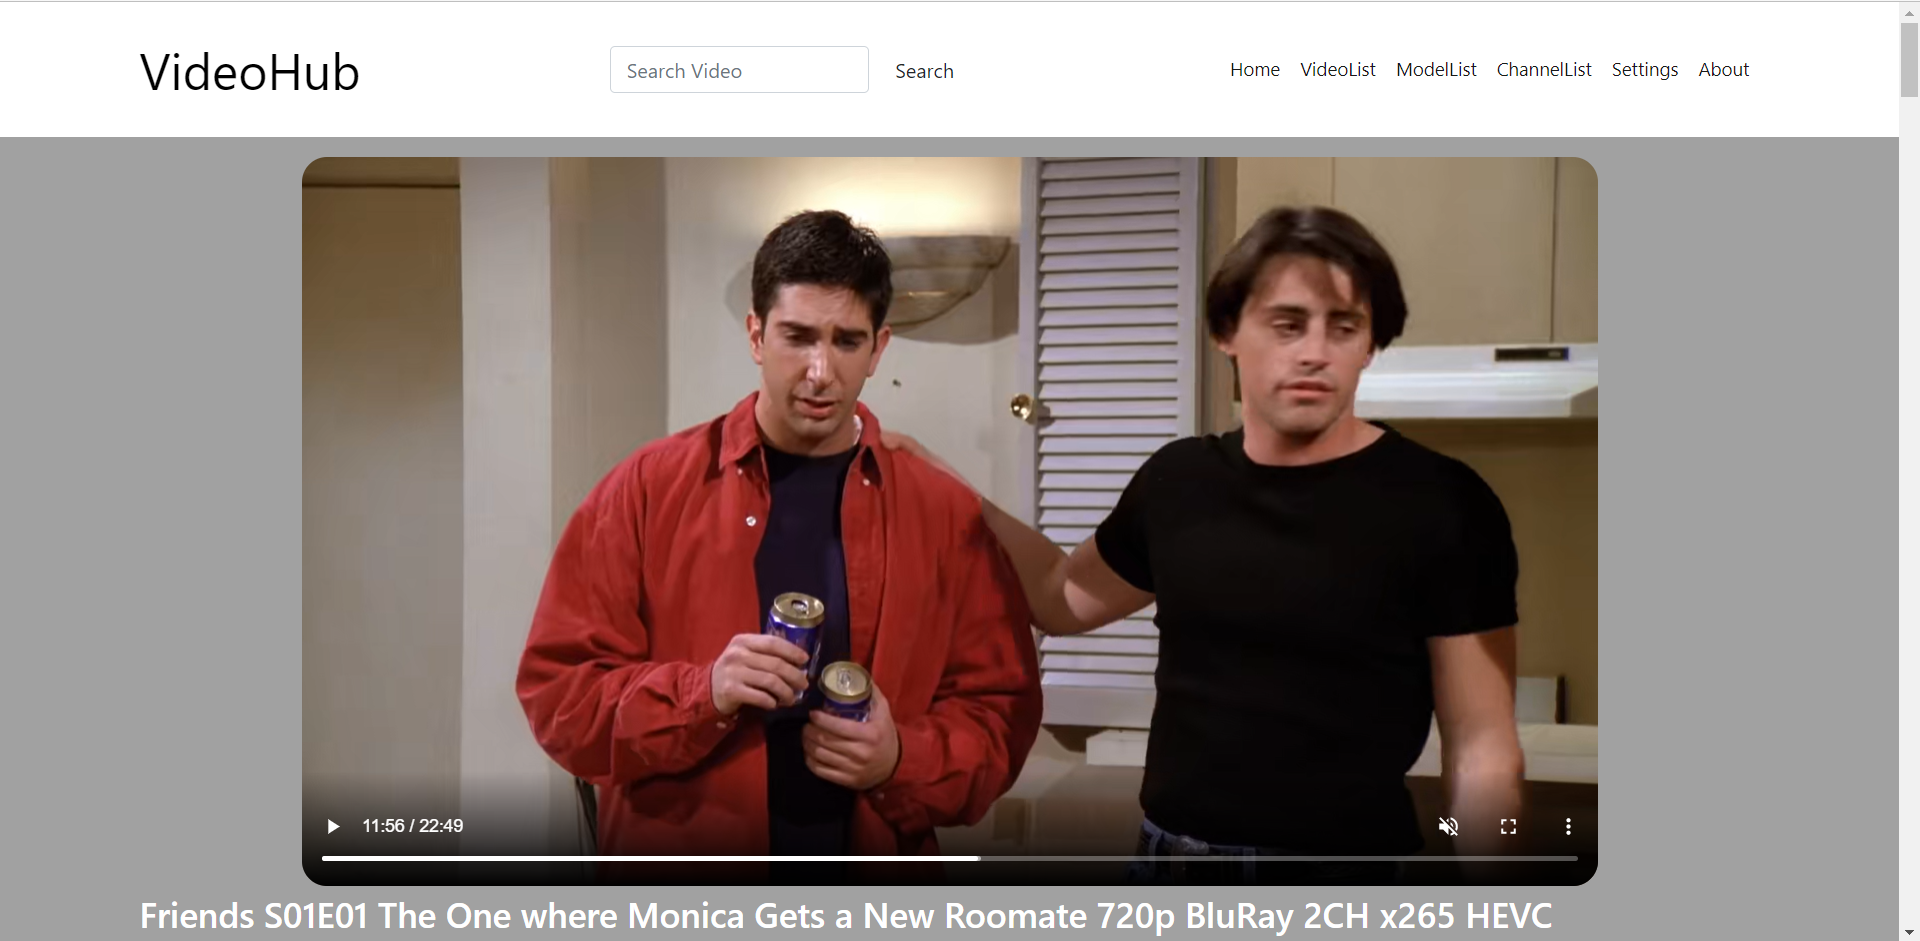 VideoHub
Search Video
Search
Home VideoList ModelList ChannelList Settings About
11:56 / 22:49
Friends S01E01 The One where Monica Gets a New Roomate 720p BluRay 2CH x265 HEVC